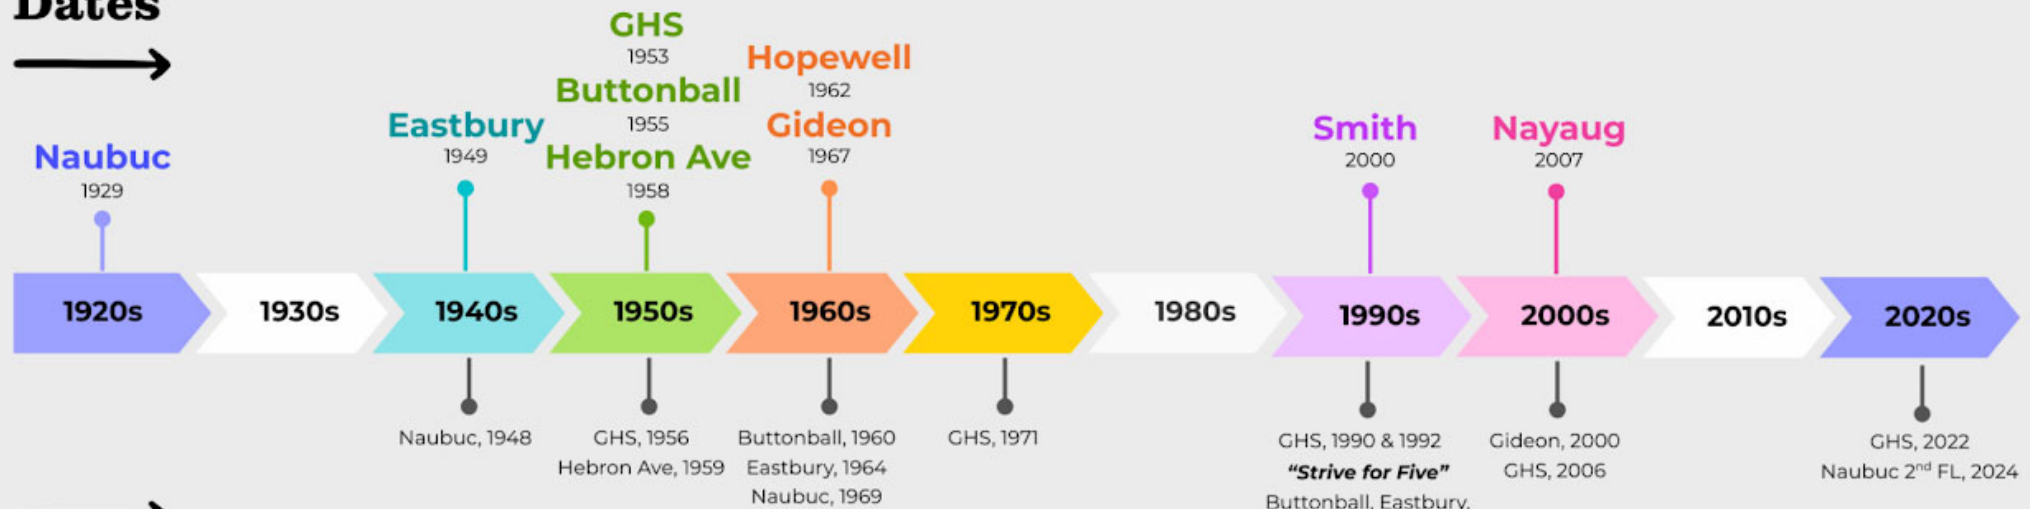 Dates
GHS
1953
Buttonball
1955
Hebron Ave
1958
Hopewell
1962
Gideon
1967
Eastbury
1949
Naubuc
1929
Smith
2000
Nayaug
2007
1920s
1930s
1940s
1950s
1960s
1970s
1980s
1990s
2000s
2010s
2020s
Naubuc, 1948
GHS, 1956
Hebron Ave, 1959
Buttonball, 1960
Eastbury, 1964
Naubuc, 1969
GHS, 1971
GHS, 1990 & 1992
“Strive for Five”
Buttonball, Eastbury,
Gideon, 2000
GHS, 2006
GHS, 2022
Naubuc 2nd FL, 2024